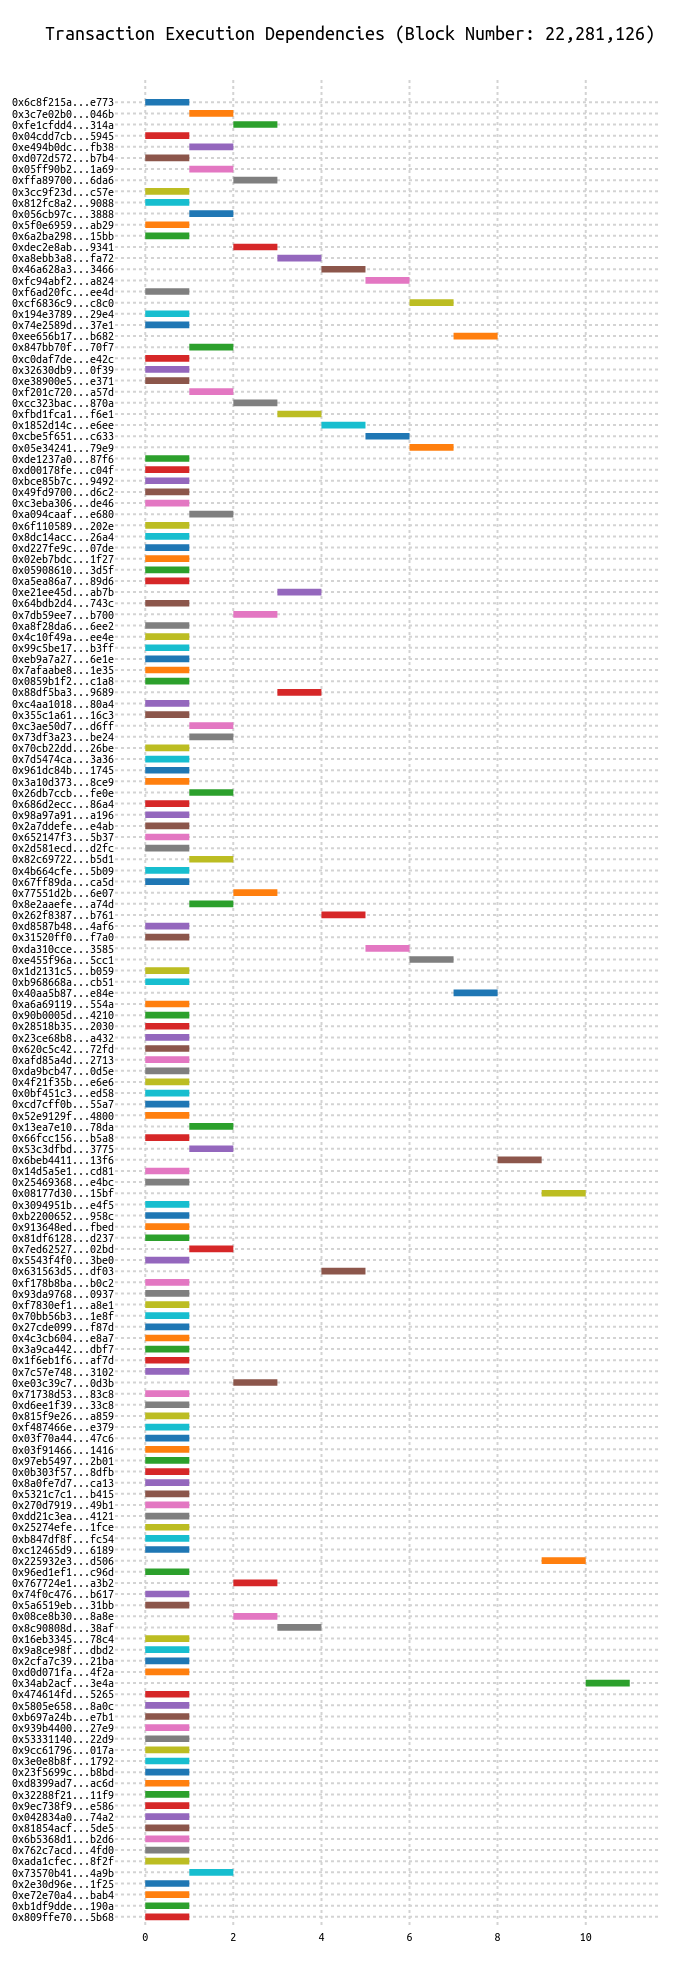 Transaction Execution Dependencies (Block Number: 22,281,126)
0x6c8f215a...e773
0x3c7e02b0...046b
0xfe1cfdd4...314a
0x04cdd7cb...5945
0xe494b0dc...fb38
0xd072d572...b7b4
0x05ff90b2...1a69
0xffa89700...6da6
0x3cc9f23d...c57e
0x812fc8a2...9088
0x056cb97c...3888
0x5f0e6959...ab29
0x6a2ba298...15bb
0xdec2e8ab...9341
0xa8ebb3a8...fa72
0x46a628a3...3466
0xfc94abf2...a824
0xf6ad20fc...ee4d
0xcf6836c9...c8c0
0x194e3789...29e4
0x74e2589d...37e1
0xee656b17...b682
0x847bb70f...70f7
0xc0daf7de...e42c
0x32630db9...0f39
0xe38900e5...e371
0xf201c720...a57d
0xcc323bac...870a
0xfbd1fca1...f6e1
0x1852d14c...e6ee
0xcbe5f651...c633
0x05e34241...79e9
0xde1237a0...87f6
0xd00178fe...c04f
0xbce85b7c...9492
0x49fd9700...d6c2
0xc3eba306...de46
0xa094caaf...e680
0x6f110589...202e
0x8dc14acc...26a4
0xd227fe9c...07de
0x02eb7bdc...1f27
0x05908610...3d5f
0xa5ea86a7...89d6
0xe21ee45d...ab7b
0x64bdb2d4...743c
0x7db59ee7...b700
0xa8f28da6...6ee2
0x4c10f49a...ee4e
0x99c5be17...b3ff
0xeb9a7a27...6e1e
0x7afaabe8...1e35
0x0859b1f2...c1a8
0x88df5ba3...9689
0xc4aa1018...80a4
0x355c1a61...16c3
0xc3ae50d7...d6ff
0x73df3a23...be24
0x70cb22dd...26be
0x7d5474ca...3a36
0x961dc84b...1745
0x3a10d373...8ce9
0x26db7ccb...fe0e
0x686d2ecc...86a4
0x98a97a91...a196
0x2a7ddefe...e4ab
0x652147f3...5b37
0x2d581ecd...d2fc
0x82c69722...b5d1
0x4b664cfe...5b09
0x67ff89da...ca5d
0x77551d2b...6e07
0x8e2aaefe...a74d
0x262f8387...b761
0xd8587b48...4af6
0x31520ff0...f7a0
0xda310cce...3585
0xe455f96a...5cc1
0x1d2131c5...b059
0xb968668a...cb51
0x40aa5b87...e84e
0xa6a69119...554a
0x90b0005d...4210
0x28518b35...2030
0x23ce68b8...a432
0x620c5c42...72fd
0xafd85a4d...2713
0xda9bcb47...0d5e
0x4f21f35b...e6e6
0x0bf451c3...ed58
0xcd7cff0b...55a7
0x52e9129f...4800
0x13ea7e10...78da
0x66fcc156...b5a8
0x53c3dfbd...3775
0x6beb4411...13f6
0x14d5a5e1...cd81
0x25469368...e4bc
0x08177d30...15bf
0x3094951b...e4f5
0xb2200652...958c
0x913648ed...fbed
0x81df6128...d237
0x7ed62527...02bd
0x5543f4f0...3be0
0x631563d5...df03
0xf178b8ba...b0c2
0x93da9768...0937
0xf7830ef1...a8e1
0x70bb56b3...1e8f
0x27cde099...f87d
0x4c3cb604...e8a7
0x3a9ca442...dbf7
0x1f6eb1f6...af7d
0x7c57e748...3102
0xe03c39c7...0d3b
0x71738d53...83c8
0xd6ee1f39...33c8
0x815f9e26...a859
0xf487466e...e379
0x03f70a44...47c6
0x03f91466...1416
0x97eb5497...2b01
0x0b303f57...8dfb
0x8a0fe7d7...ca13
0x5321c7c1...b415
0x270d7919...49b1
0xdd21c3ea...4121
0x25274efe...1fce
0xb847df8f...fc54
0xc12465d9...6189
0x225932e3...d506
0x96ed1ef1...c96d
0x767724e1...a3b2
0x74f0c476...b617
0x5a6519eb...31bb
0x08ce8b30...8a8e
0x8c90808d...38af
0x16eb3345...78c4
0x9a8ce98f...dbd2
0x2cfa7c39...21ba
0xd0d071fa...4f2a
0x34ab2acf...3e4a
0x474614fd...5265
0x5805e658...8a0c
0xb697a24b...e7b1
0x939b4400...27e9
0x53331140...22d9
0x9cc61796...017a
0x3e0e8b8f...1792
0x23f5699c...b8bd
0xd8399ad7...ac6d
0x32288f21...11f9
0x9ec738f9...e586
0x042834a0...74a2
0x81854acf...5de5
0x6b5368d1...b2d6
0x762c7acd...4fd0
0xada1cfec...8f2f
0x73570b41...4a9b
0x2e30d96e...1f25
0xe72e70a4...bab4
0xb1df9dde...190a
0x809ffe70...5b68
0 2 4 6 8 10